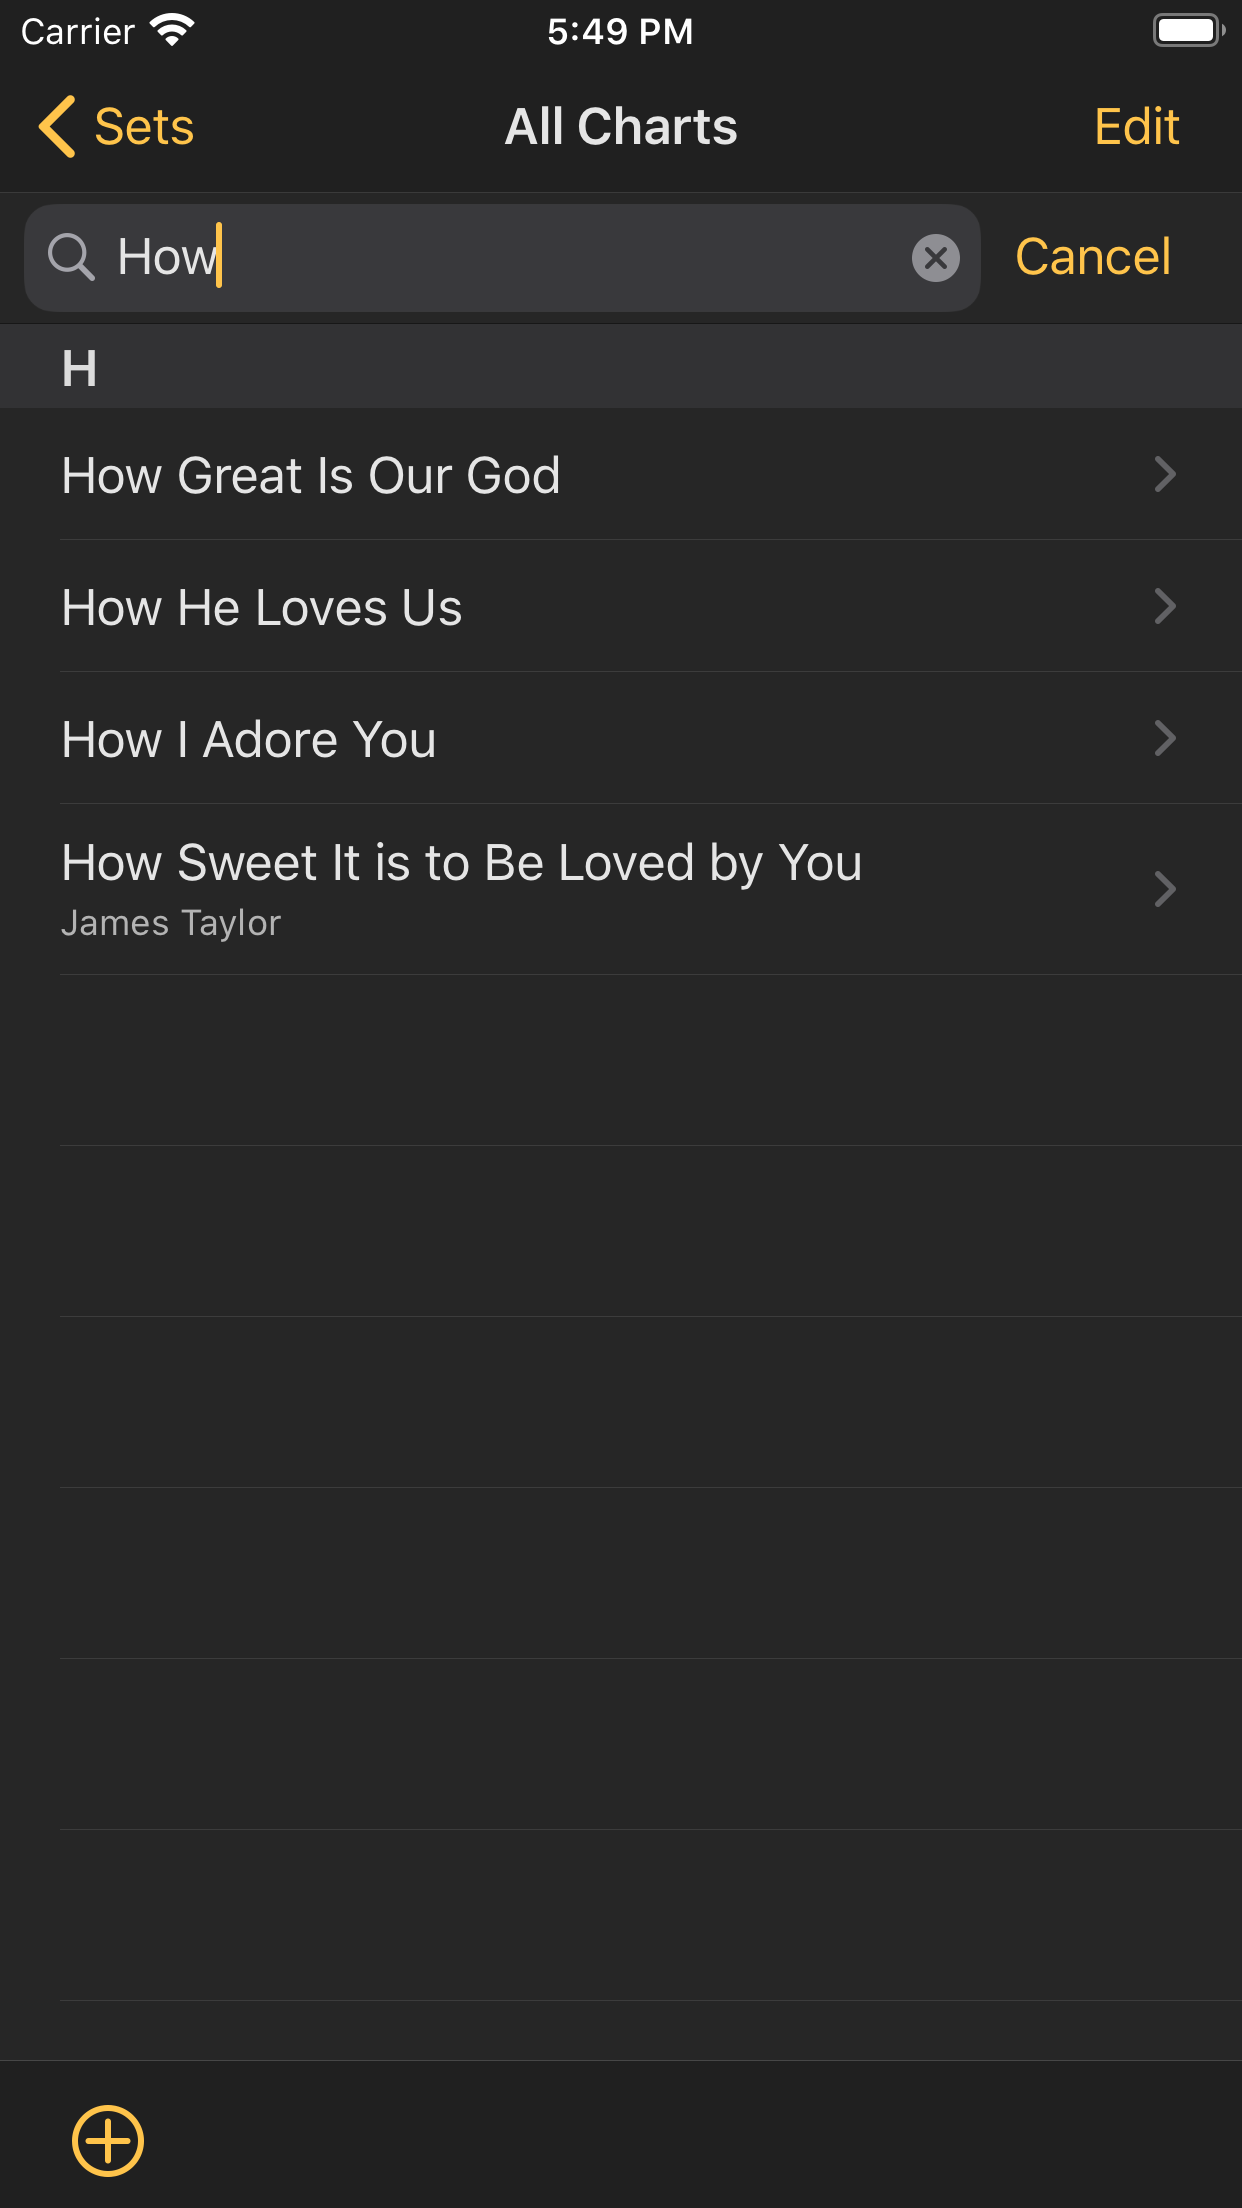 Carrier 5:49 PM
Sets All Charts Edit
How Cancel
H
How Great Is Our God
How He Loves Us
How I Adore You
How Sweet It is to Be Loved by You
James Taylor